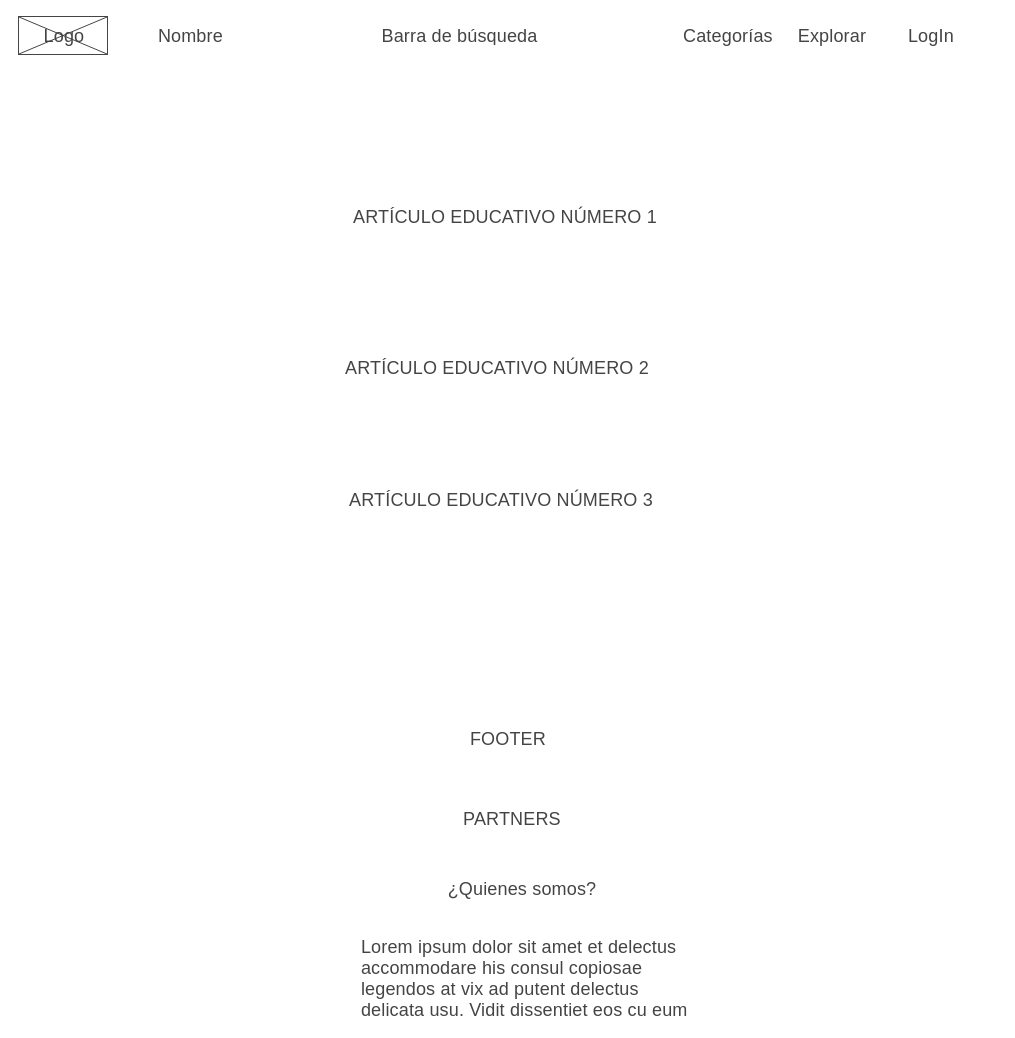 Logo Nombre Barra de búsqueda Categorías Explorar LogIn
ARTÍCULO EDUCATIVO NÚMERO 1
ARTÍCULO EDUCATIVO NÚMERO 2
ARTÍCULO EDUCATIVO NÚMERO 3
FOOTER
PARTNERS
¿Quienes somos?
Lorem ipsum dolor sit amet et delectus
accommodare his consul copiosae
legendos at vix ad putent delectus
delicata usu. Vidit dissentiet eos cu eum